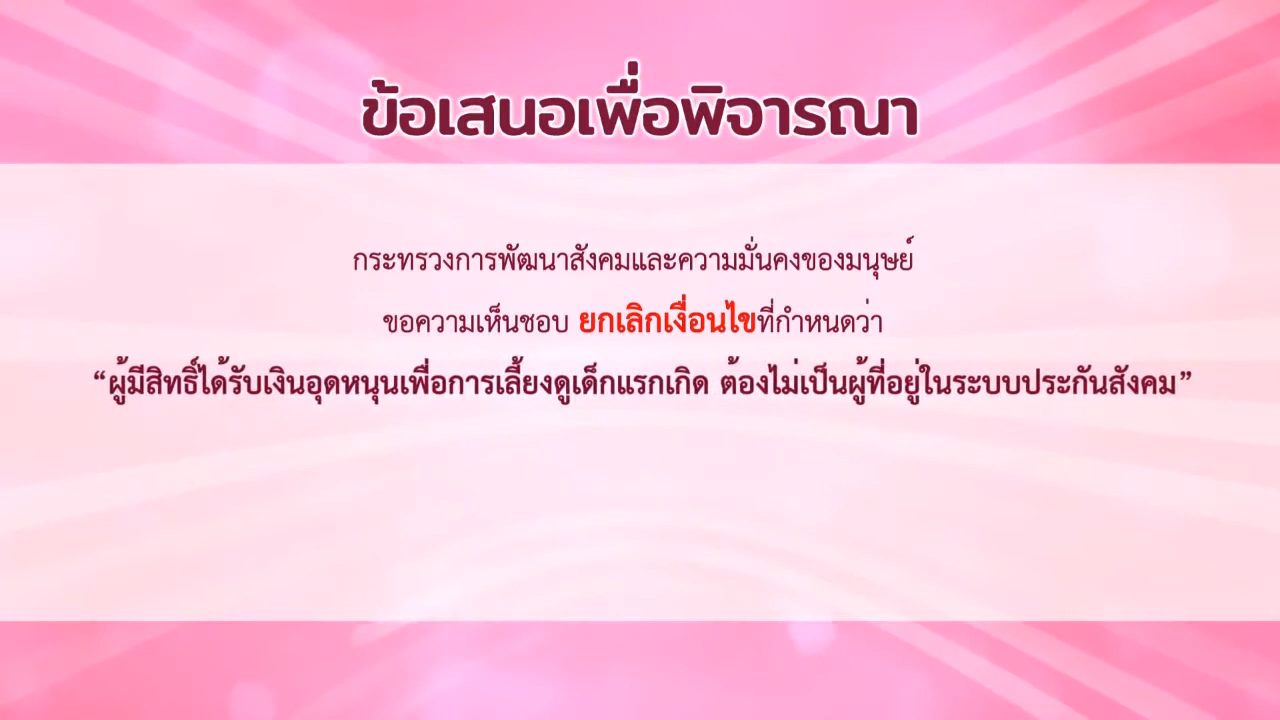 ข้อเสนอเพื่อพิจารณา
กระทรวงการพัฒนาสังคมและความมั่นคงของมนุษย์
ขอความเห็นชอบ ยกเลิกเงื่อนไขที่กำหนดว่า
“ผู้มีสิทธิ์ได้รับเงินอุดหนุนเพื่อการเลี้ยงดูเด็กแรกเกิด ต้องไม่เป็นผู้ที่อยู่ในระบบประกันสังคม”